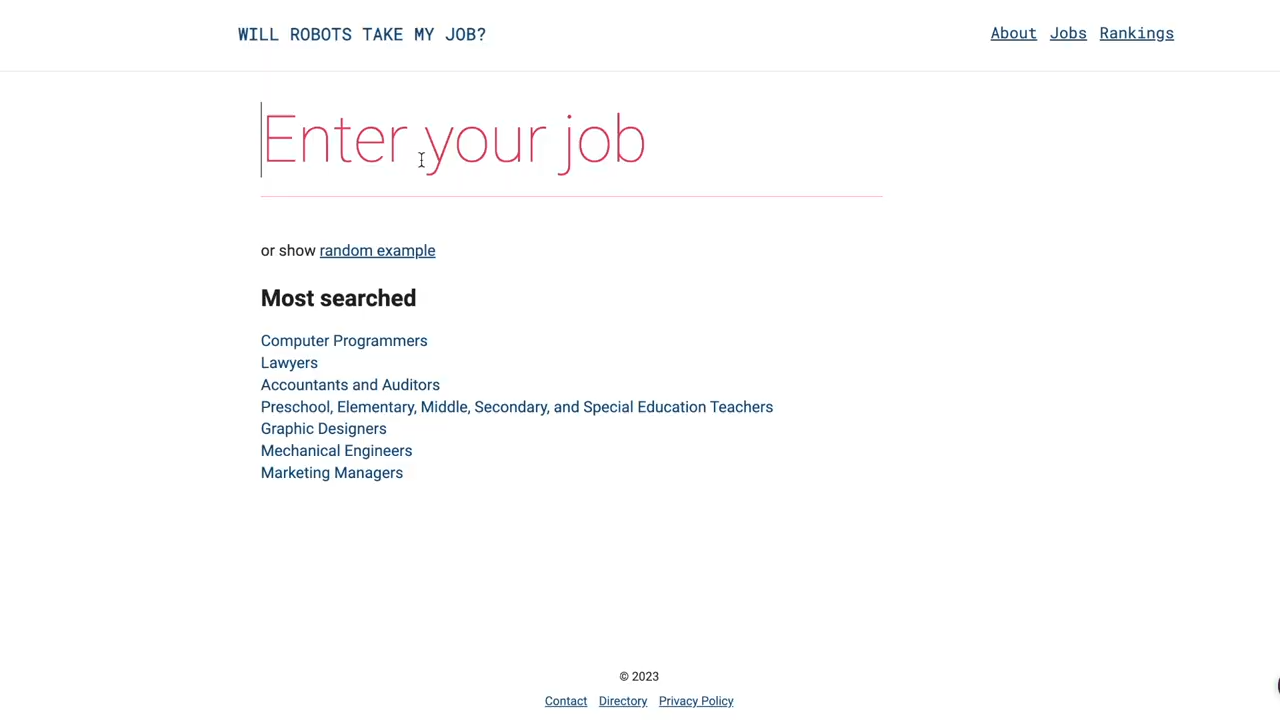 WILL ROBOTS TAKE MY JOB?
About Jobs Rankings
Enter your job
or show random example
Most searched
Computer Programmers
Lawyers
Accountants and Auditors
Preschool, Elementary, Middle, Secondary, and Special Education Teachers
Graphic Designers
Mechanical Engineers
Marketing Managers
© 2023
Contact Directory Privacy Policy